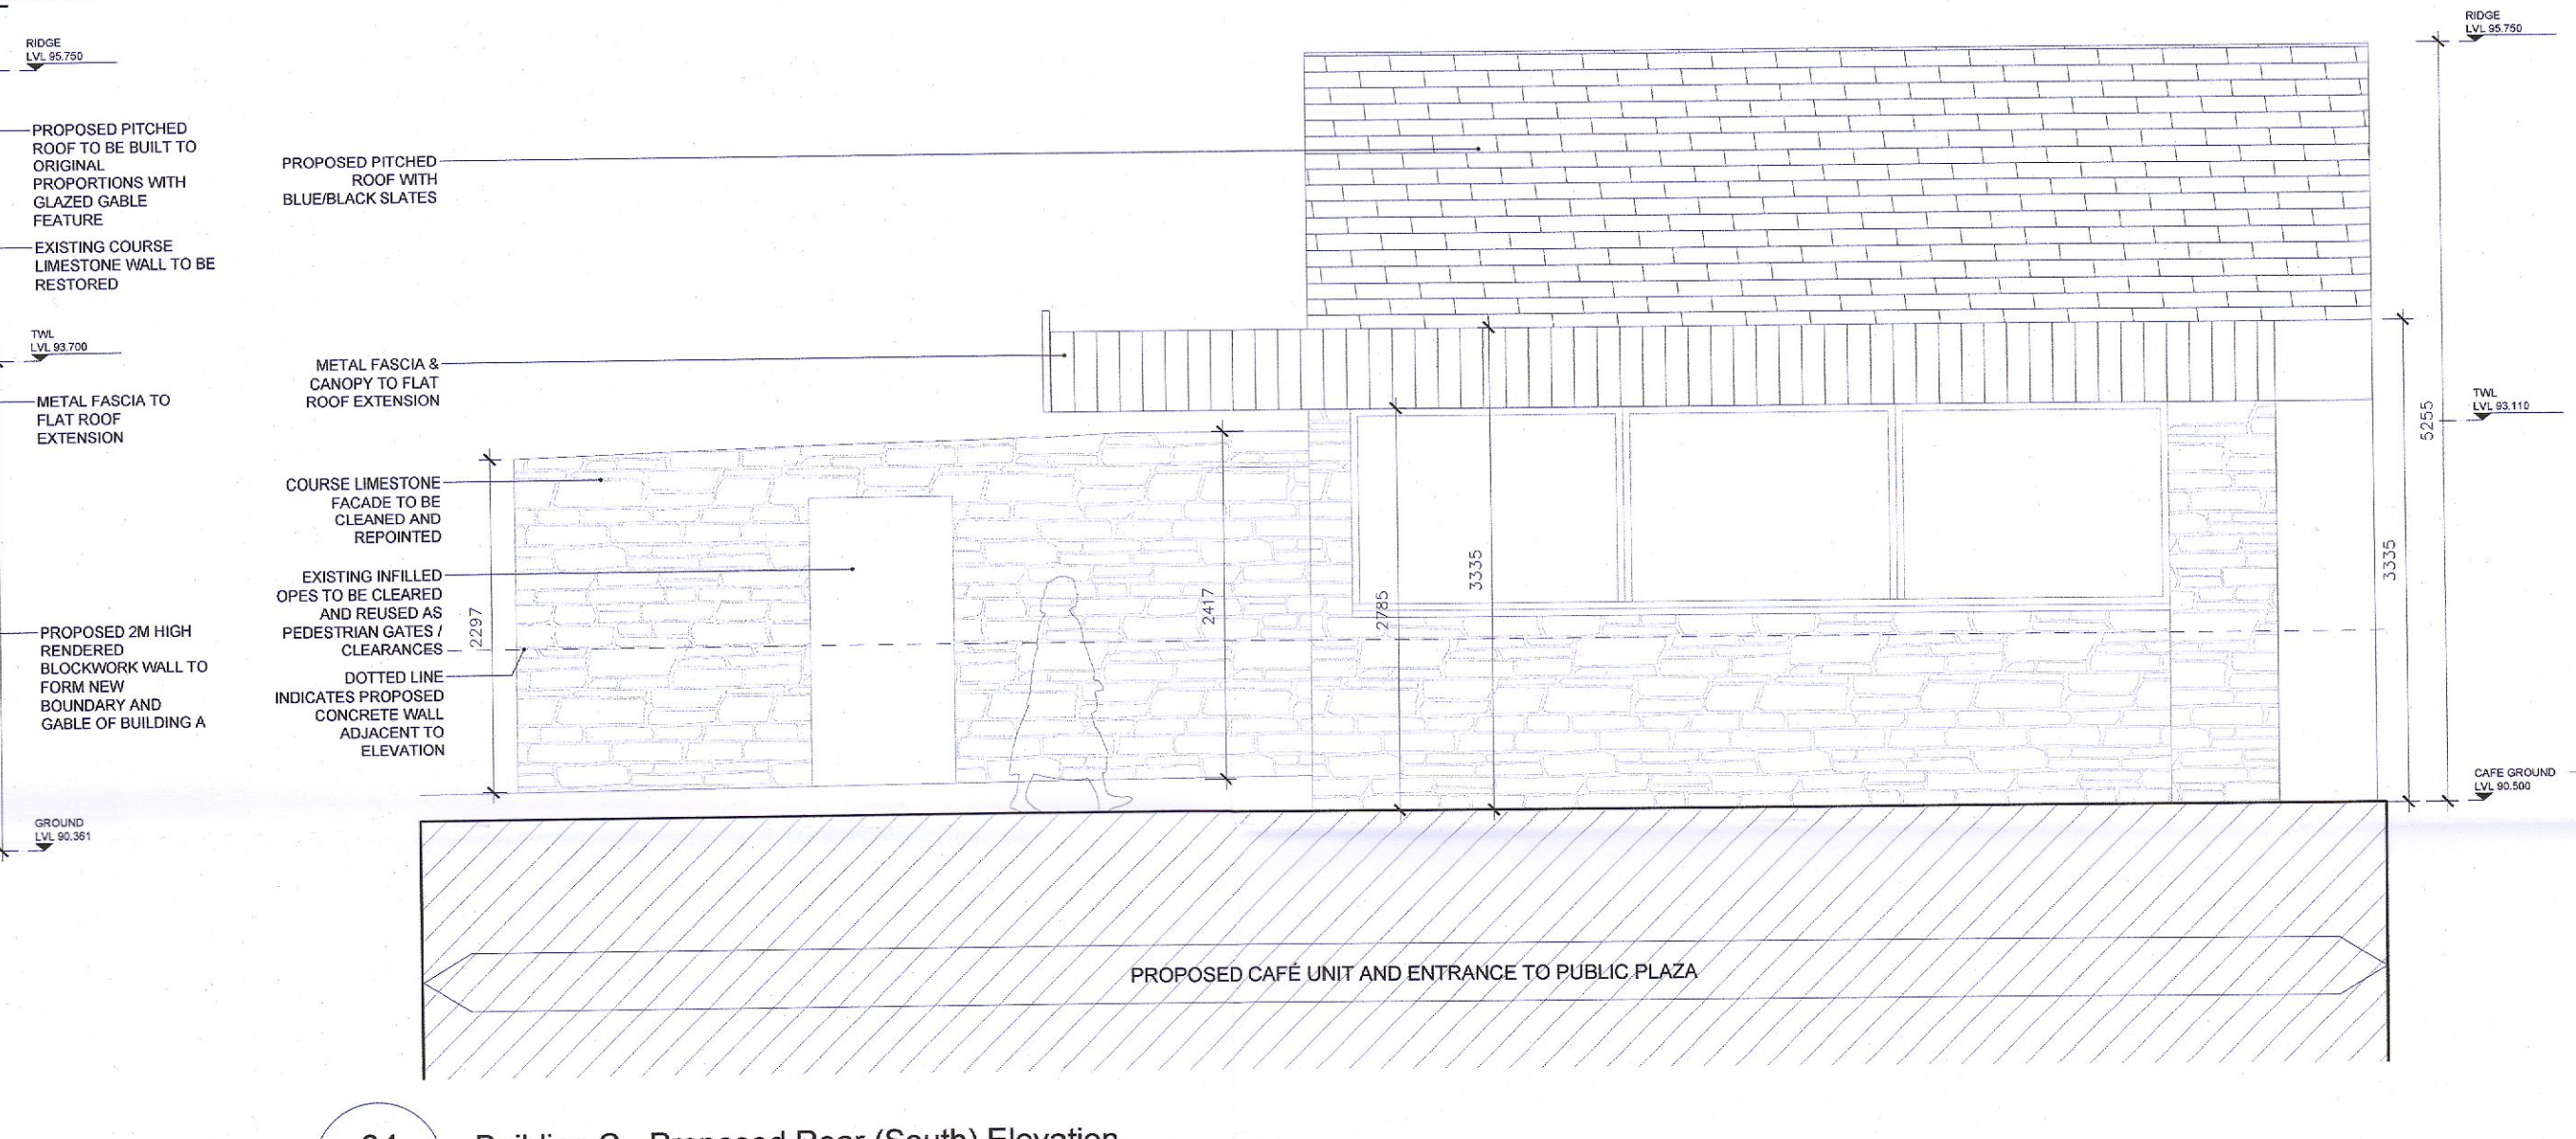 RIDGE
LVL 95.750
PROPOSED PITCHED
ROOF TO BE BUILT TO
ORIGINAL
PROPORTIONS WITH
GLAZED GABLE
FEATURE
EXISTING COURSE
LIMESTONE WALL TO BE
RESTORED
TWL
LVL 93.700
METAL FASCIA TO
FLAT ROOF
EXTENSION
PROPOSED 2M HIGH
RENDERED
BLOCKWORK WALL TO
FORM NEW
BOUNDARY AND
GABLE OF BUILDING A
GROUND
LVL 90.361
PROPOSED PITCHED
ROOF WITH
BLUE/BLACK SLATES
METAL FASCIA &
CANOPY TO FLAT
ROOF EXTENSION
COURSE LIMESTONE
FACADE TO BE
CLEANED AND
REPOINTED
EXISTING INFILLED
OPES TO BE CLEARED
AND REUSED AS
PEDESTRIAN GATES /
CLEARANCES
DOTTED LINE
INDICATES PROPOSED
CONCRETE WALL
ADJACENT TO
ELEVATION
2297
2417
2785
3335
3335
5255
RIDGE
LVL 95.750
TWL
LVL 93.110
CAFE GROUND
LVL 90.500
PROPOSED CAFÉ UNIT AND ENTRANCE TO PUBLIC PLAZA
Proposed Rear (South) Elevation